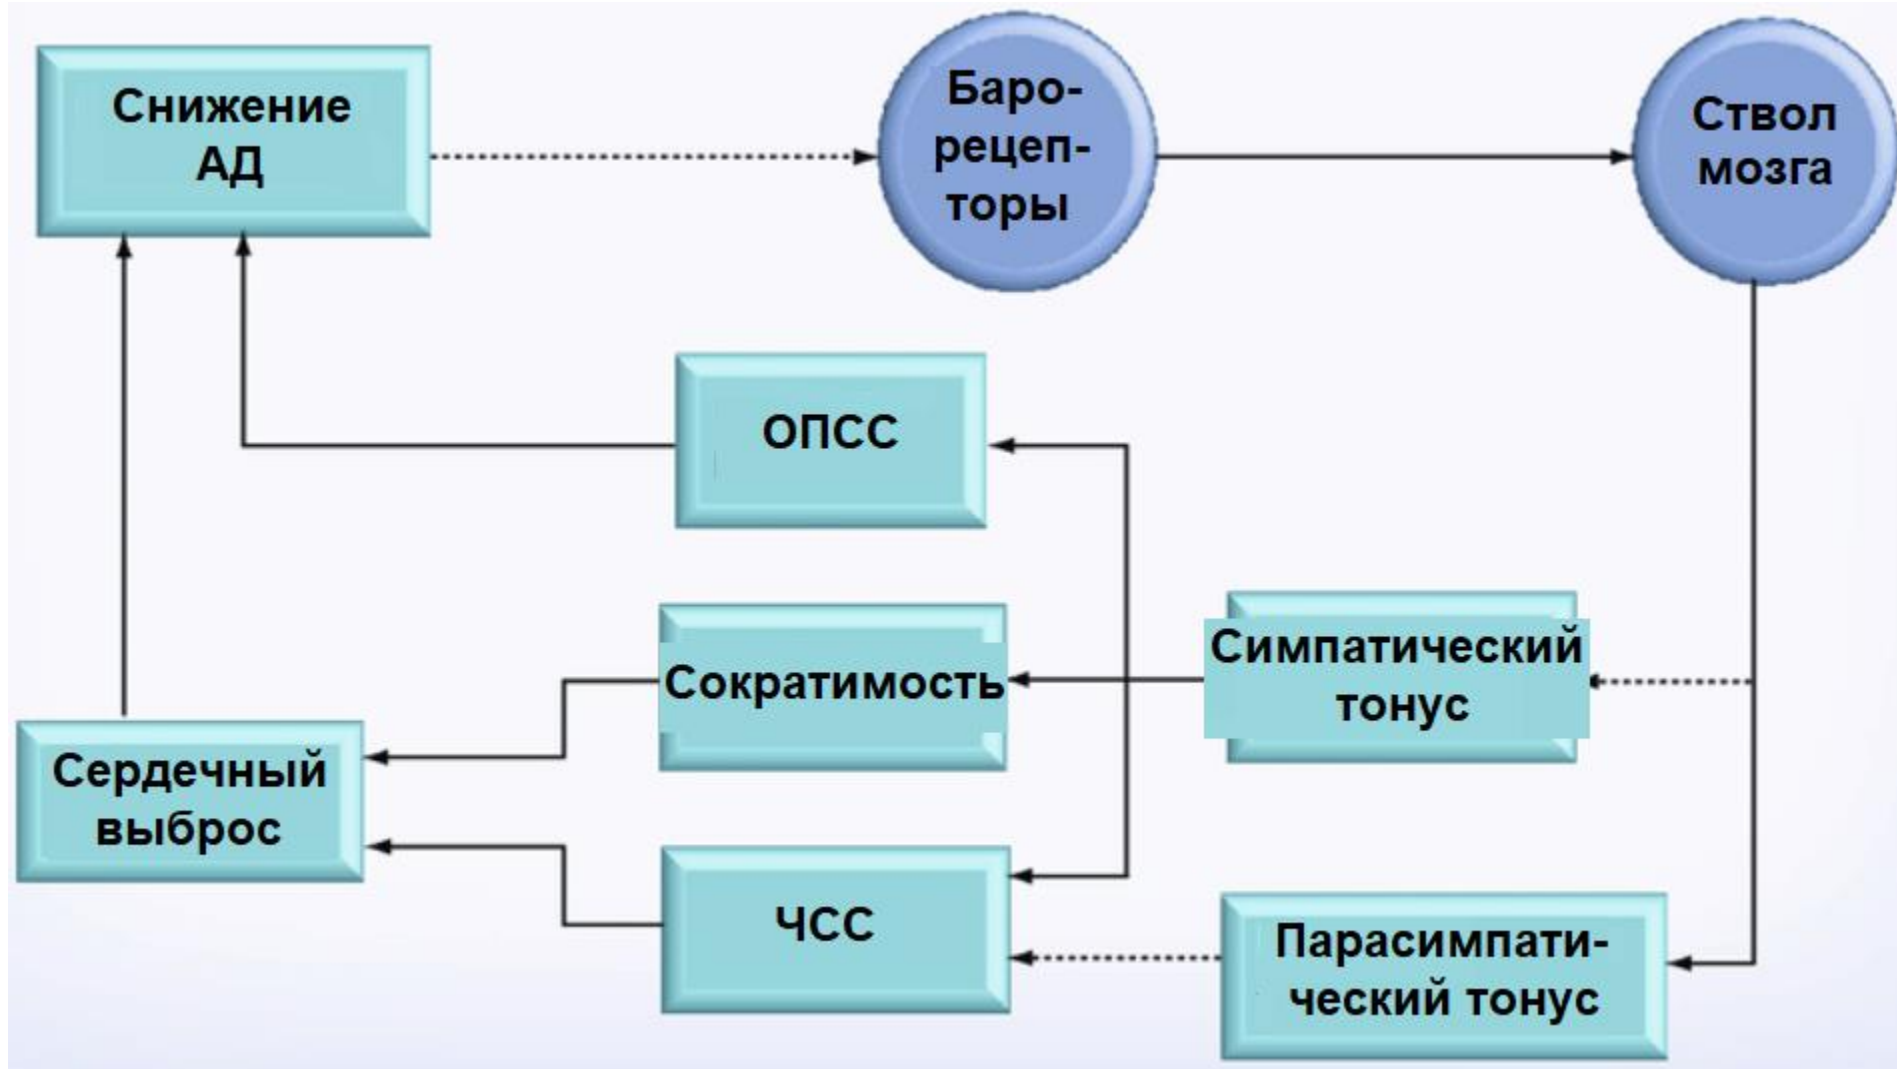 Снижение
АД
Баро-
рецеп-
торы
Ствол
мозга
ОПСС
Сократимость
Симпатический
тонус
Сердечный
выброс
ЧСС
Парасимпати-
ческий тонус